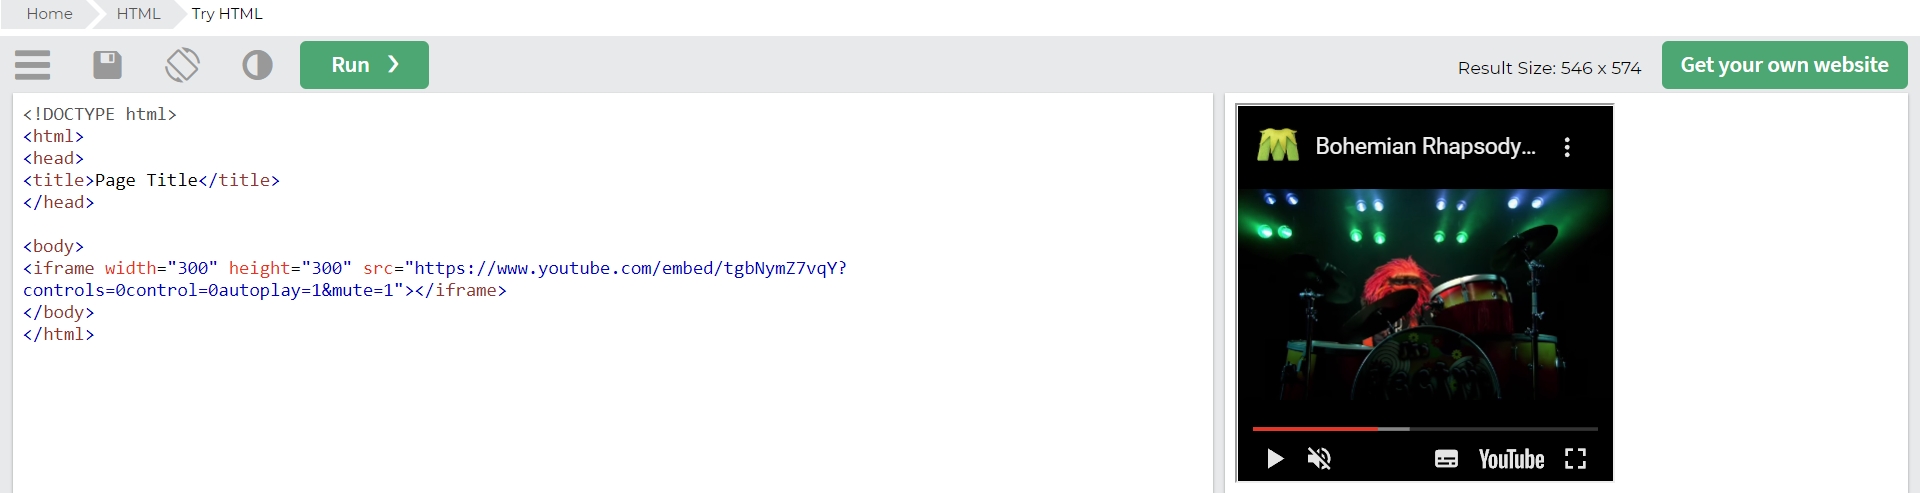 Home HTML Try HTML
Run ❯ Result Size: 546 x 574 Get your own website
<!DOCTYPE html>
<html>
<head>
<title>Page Title</title>
</head>
<body>
<iframe width="300" height="300" src="https://www.youtube.com/embed/tgbNymZ7vqY?
controls=0control=0autoplay=1&mute=1"></iframe>
</body>
</html>
Bohemian Rhapsody...
YouTube